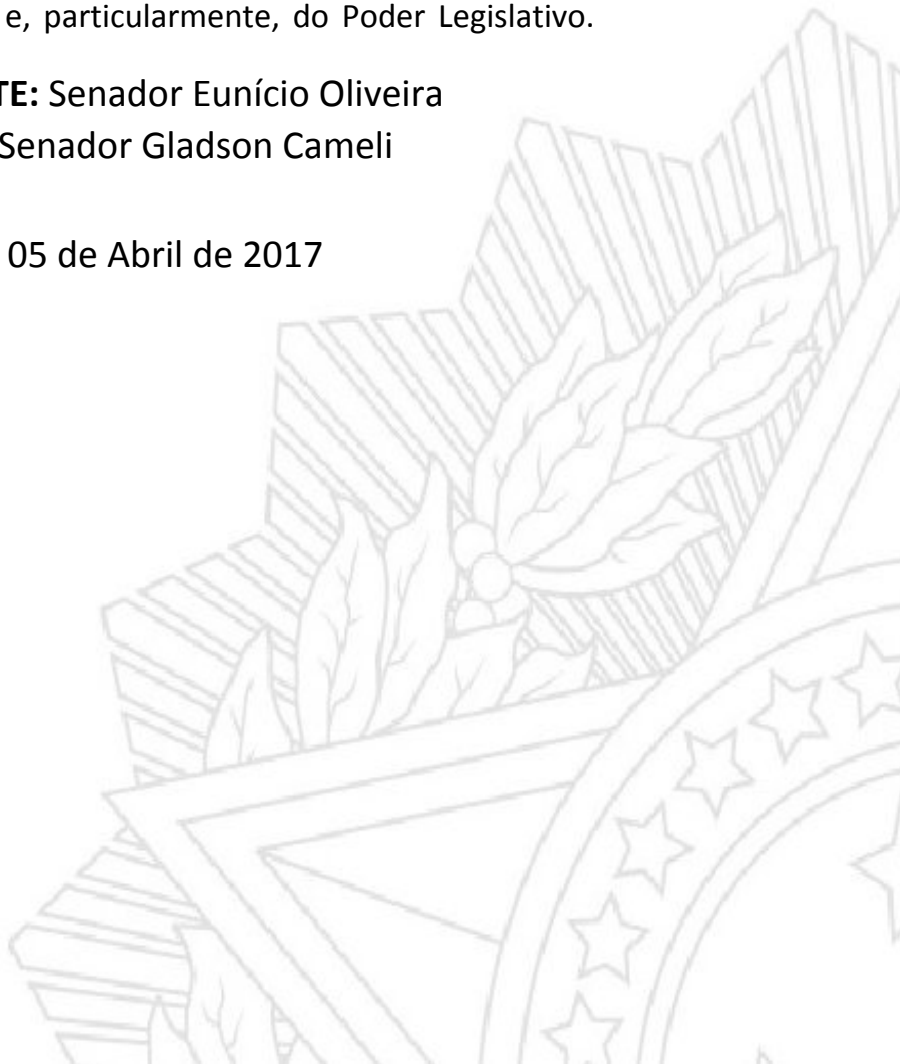 e, particularmente, do Poder Legislativo.
TE: Senador Eunício Oliveira
Senador Gladson Cameli
05 de Abril de 2017